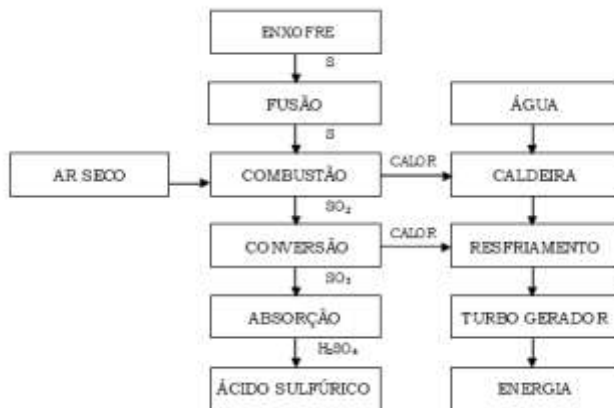 ENXOFRE
S
FUSÃO
ÁGUA
S
AR SECO
COMBUSTÃO
CALOR
CALDEIRA
SO₂
CONVERSÃO
CALOR
RESFRIAMENTO
SO₃
ABSORÇÃO
TURBO GERADOR
H₂SO₄
ÁCIDO SULFÚRICO
ENERGIA